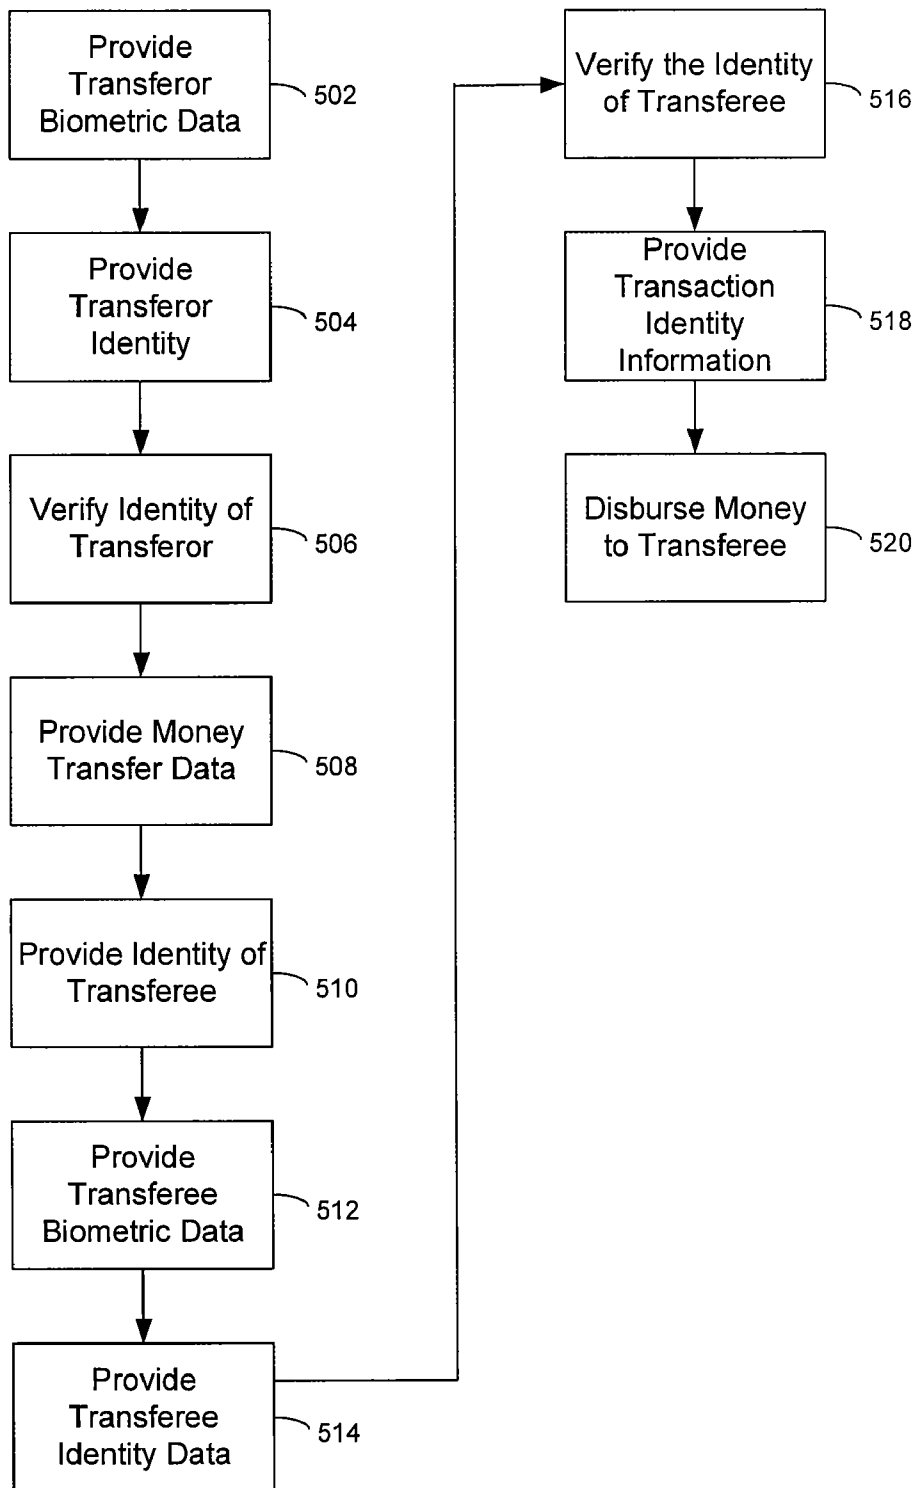 Provide
Transferor
Biometric Data
502
Provide
Transferor
Identity
504
Verify Identity of
Transferor
506
Provide Money
Transfer Data
508
Provide Identity of
Transferee
510
Provide
Transferee
Biometric Data
512
Provide
Transferee
Identity Data
514
Verify the Identity
of Transferee
516
Provide
Transaction
Identity
Information
518
Disburse Money
to Transferee
520